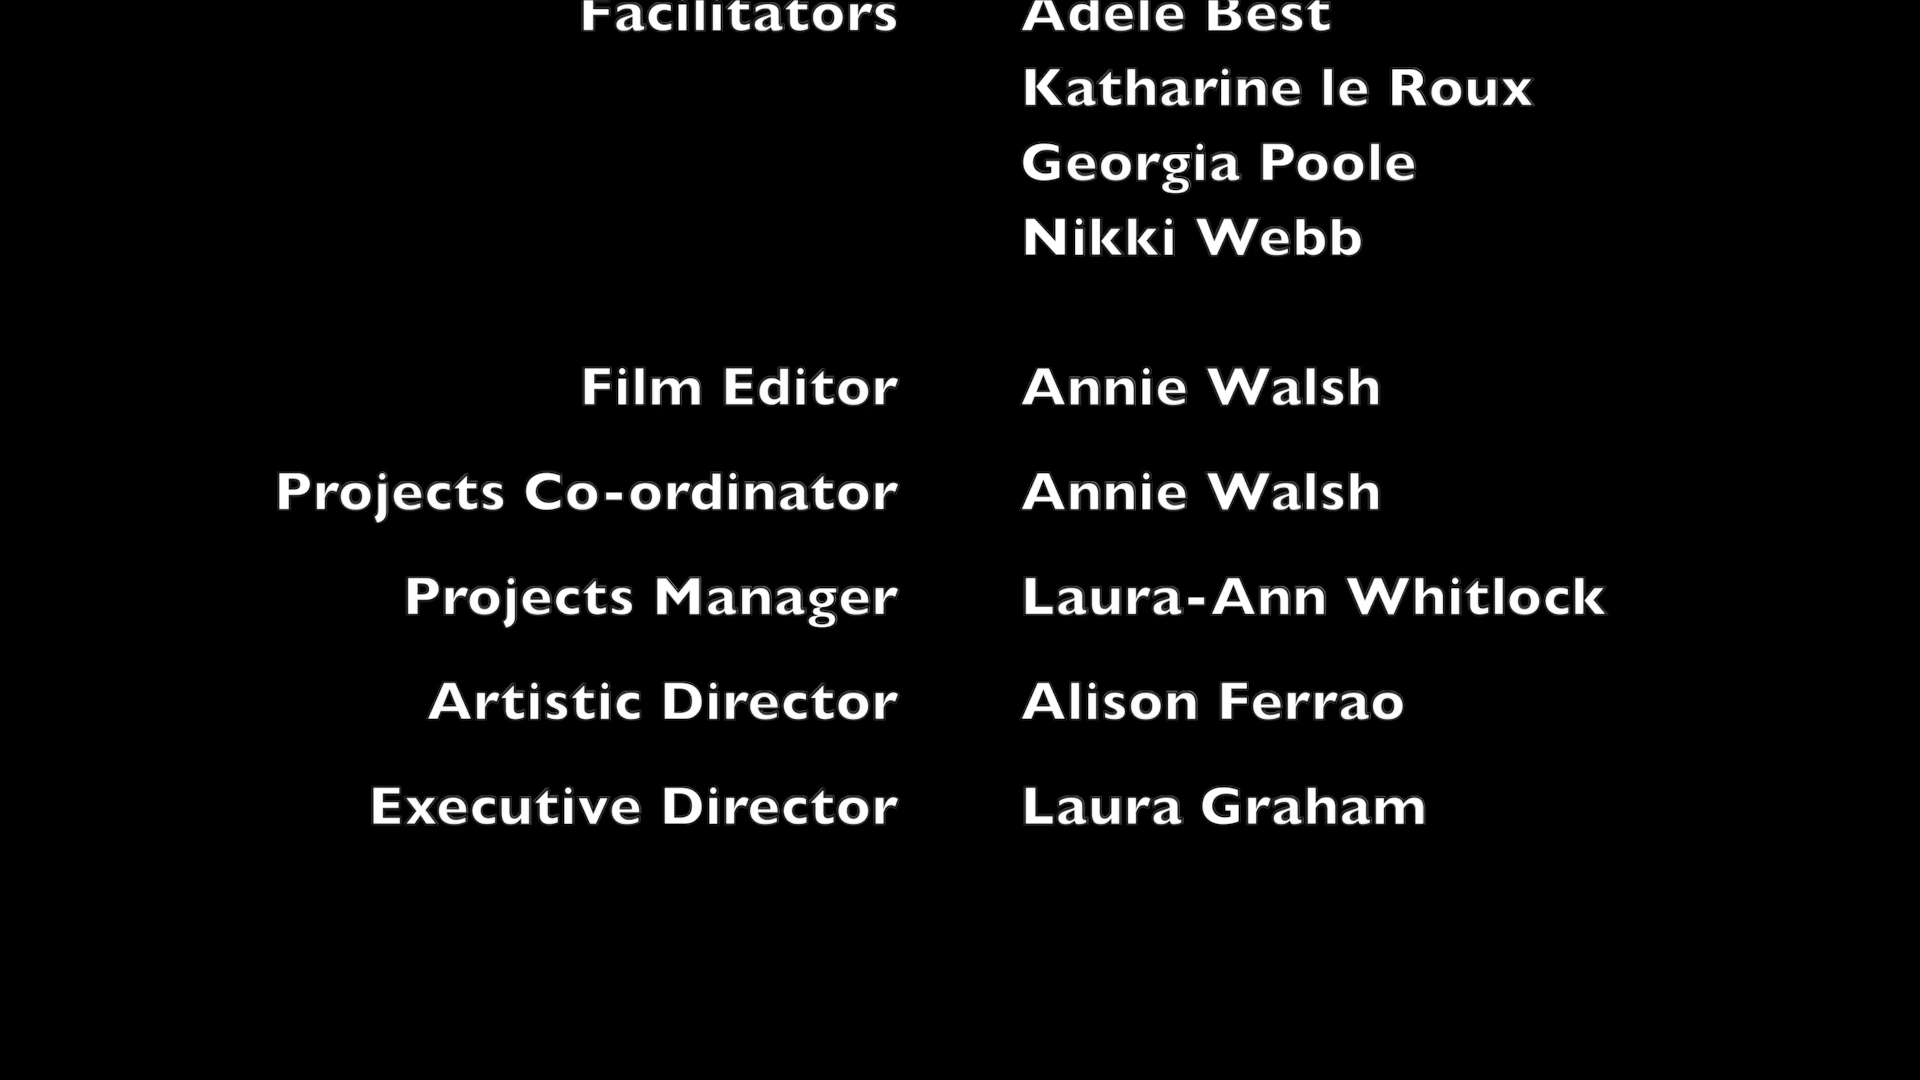 Facilitators Adele Best
Katharine le Roux
Georgia Poole
Nikki Webb
Film Editor Annie Walsh
Projects Co-ordinator Annie Walsh
Projects Manager Laura-Ann Whitlock
Artistic Director Alison Ferrao
Executive Director Laura Graham